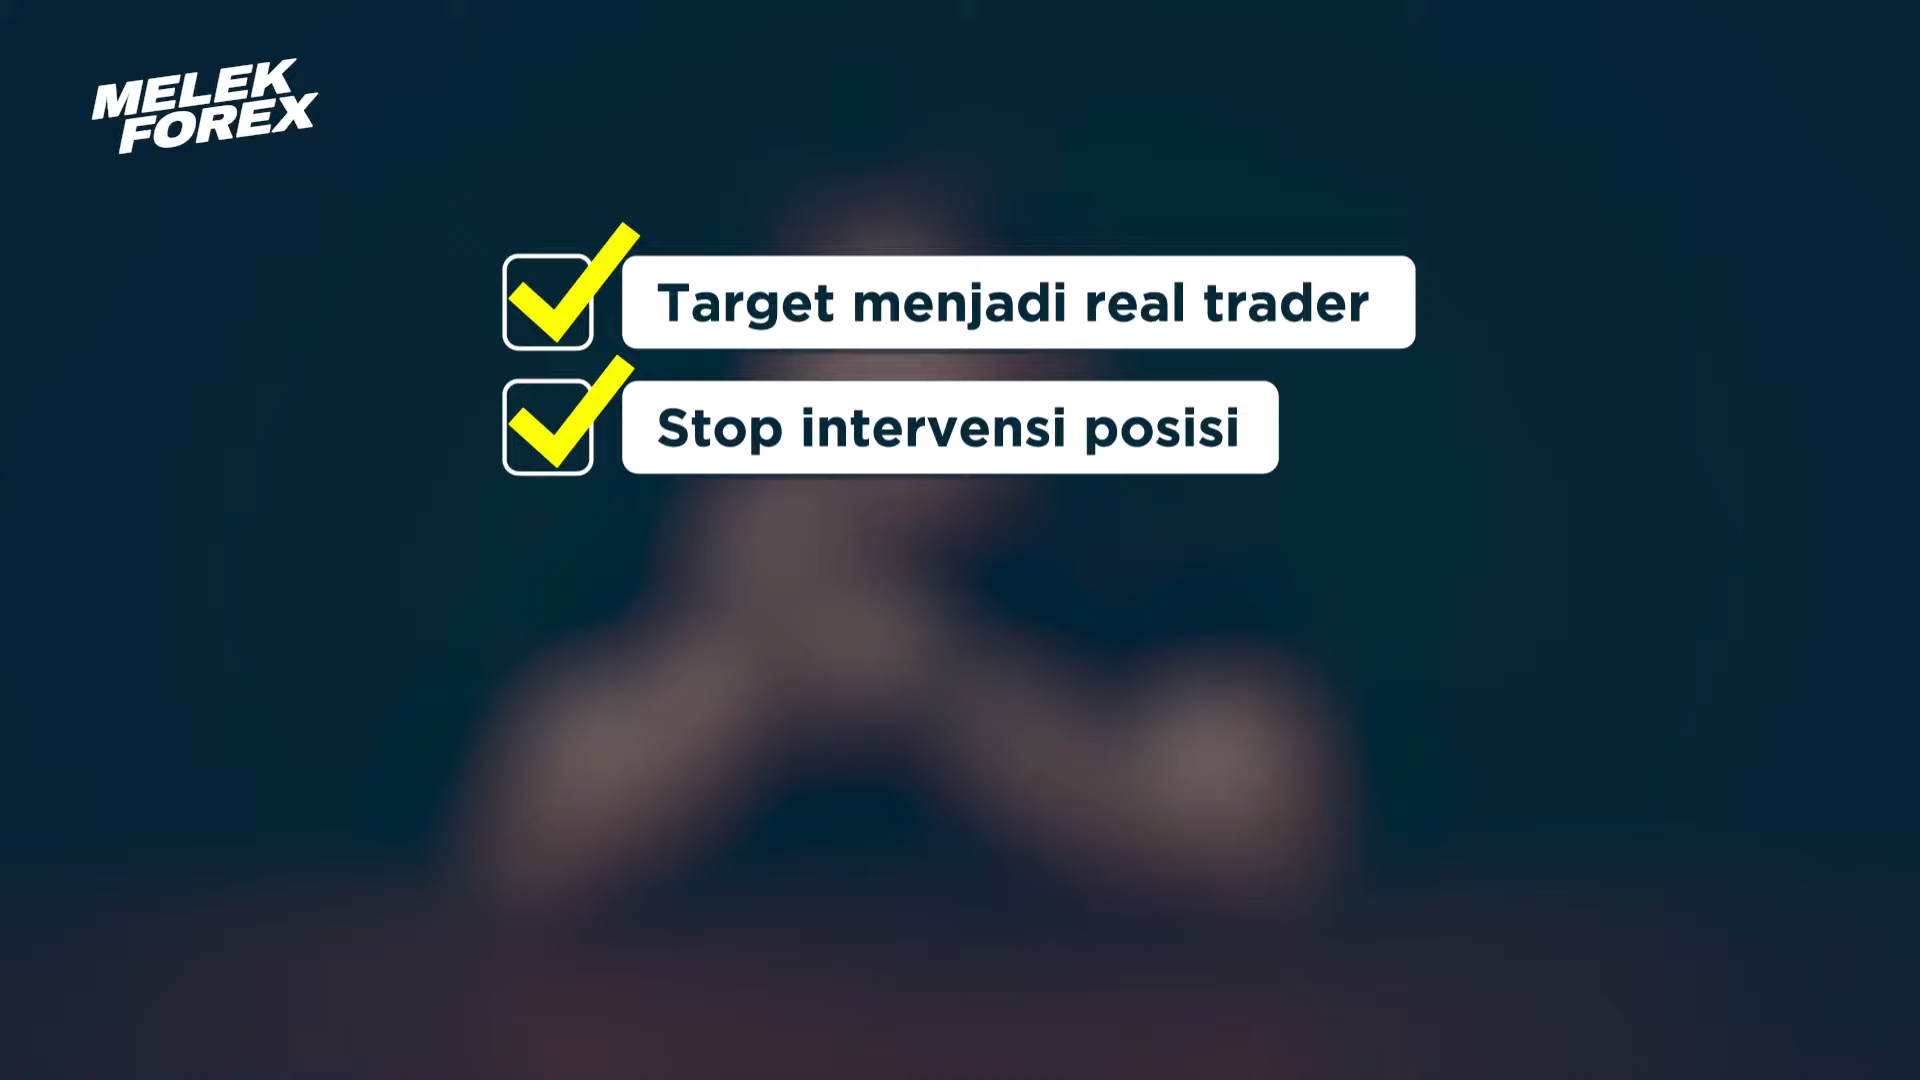 MELEK
FOREX
Target menjadi real trader
Stop intervensi posisi